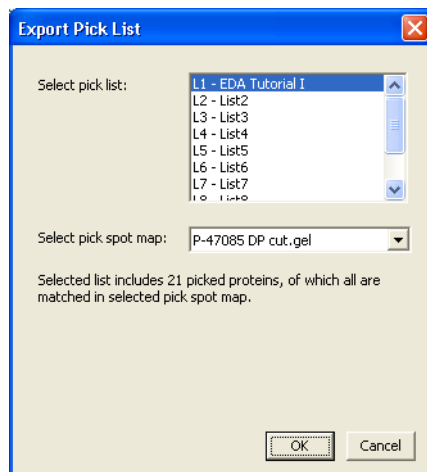 Export Pick List
Select pick list:
L1 - EDA Tutorial I
L2 - List2
L3 - List3
L4 - List4
L5 - List5
L6 - List6
L7 - List7
L8 - List8
Select pick spot map:
P-47085 DP cut.gel
Selected list includes 21 picked proteins, of which all are
matched in selected pick spot map.
OK
Cancel